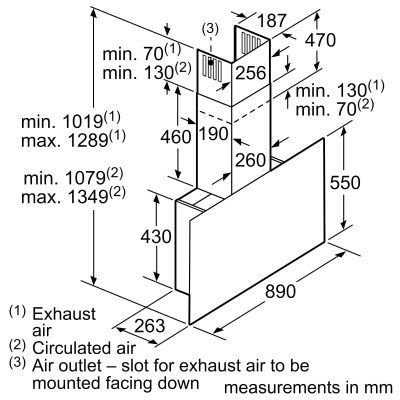 (3)
187
min. 70(1)
min. 130(2)
470
256
min. 130(1)
min. 70(2)
min. 1019(1)
max. 1289(1)
460
190
260
min. 1079(2)
max. 1349(2)
550
430
890
263
(1) Exhaust
air
(2) Circulated air
(3) Air outlet – slot for exhaust air to be
mounted facing down
measurements in mm